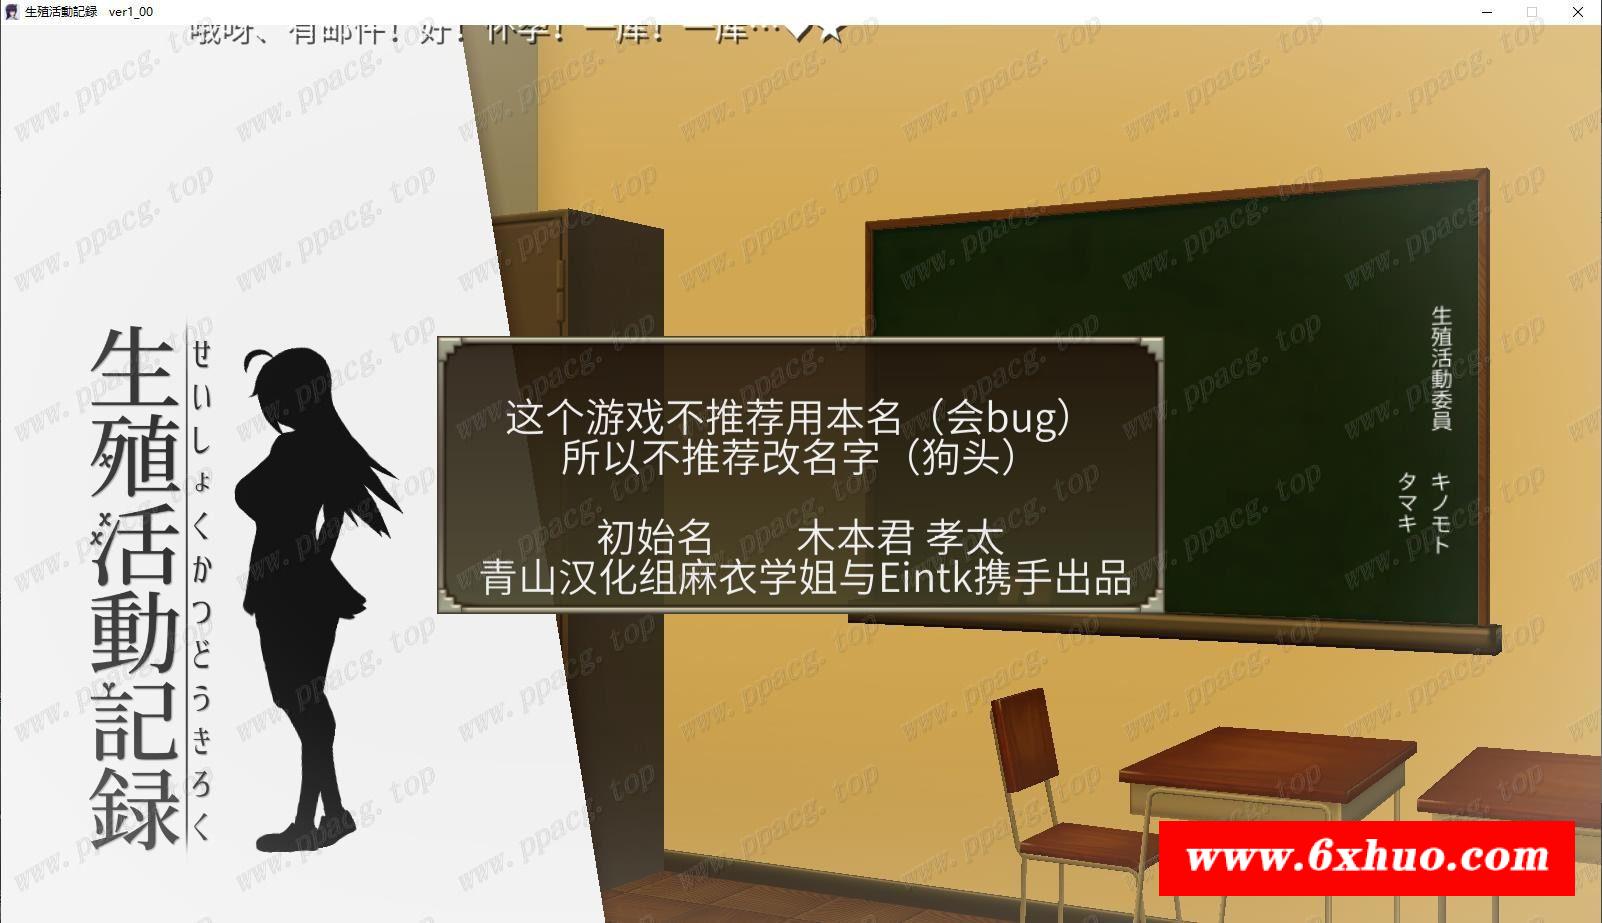 生殖活動記録 ver1_00
哦呀、有邮件！好！怀孕！一库！一库…♥★
生殖活動記録
せいしょくかつどうきろく
这个游戏不推荐用本名（会bug）
所以不推荐改名字（狗头）
初始名 木本君 孝太
青山汉化组麻衣学姐与Eintk携手出品
生殖活動委員
キノモト
タマキ
www.ppacg.top
www.6xhuo.com